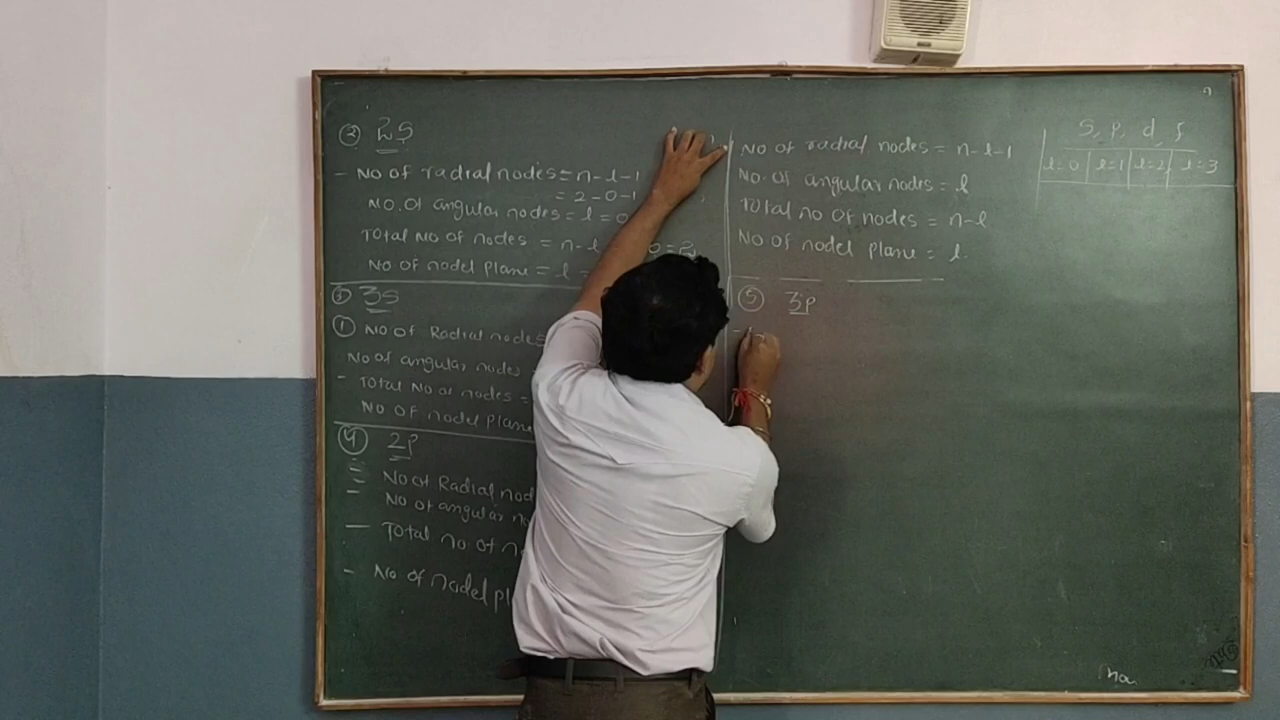 ② 2S
- No of radial nodes = n-l-1
= 2-0-1
No. of angular nodes = l = 0
Total No of nodes = n-l
No of nodel plane = l =
③ 3S
① No of Radial nodes
No of angular nodes
- Total No of nodes =
No of nodel plane
④ 2P
- No of Radial nod
- No of angular no
- Total no. of no
- No of nodel pl
No of radial nodes = n-l-1
No. of angular nodes = l
Total no of nodes = n-l
No of nodel plane = l.
⑤ 3P
S, P, d, f
l=0 | l=1 | l=2 | l=3